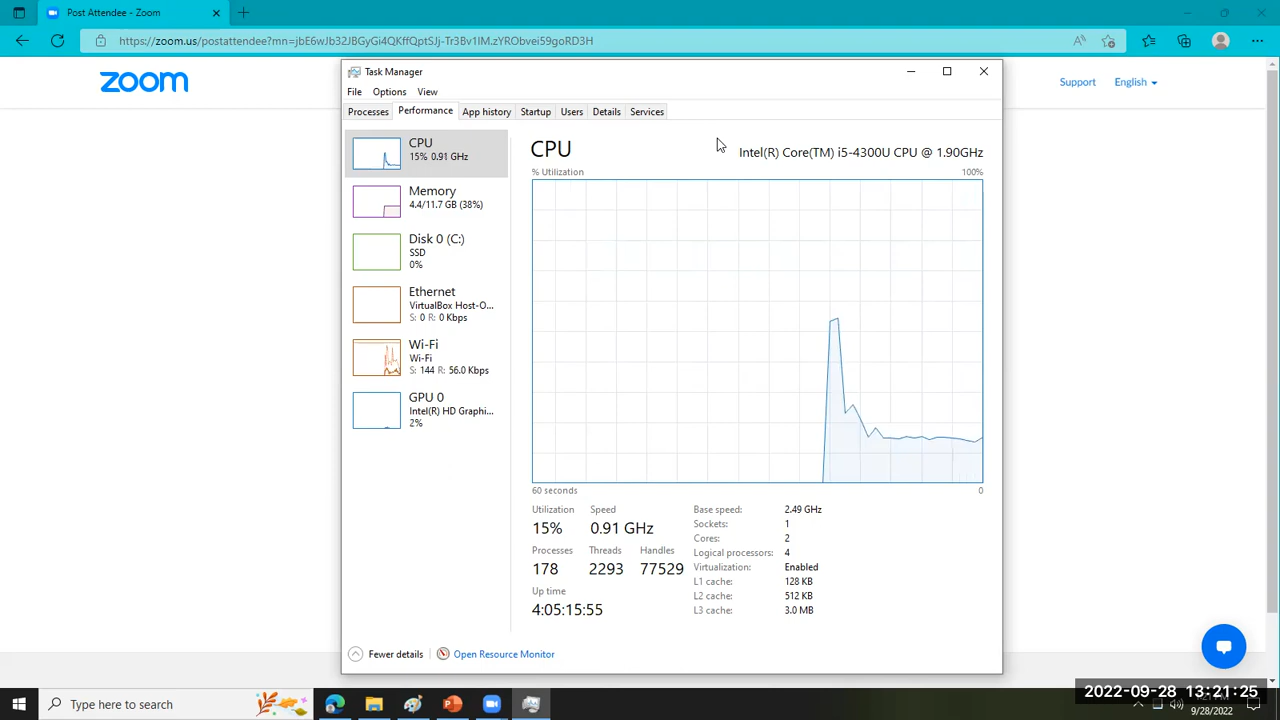 Post Attendee - Zoom
https://zoom.us/postattendee?mn=jbE6wJb32JBGyGi4QKffQptSJj-Tr3Bv1IM.zYRObvei59goRD3H
zoom
Support
English
Task Manager
File Options View
Processes Performance App history Startup Users Details Services
CPU
15% 0.91 GHz
Memory
4.4/11.7 GB (38%)
Disk 0 (C:)
SSD
0%
Ethernet
VirtualBox Host-O...
S: 0 R: 0 Kbps
Wi-Fi
Wi-Fi
S: 144 R: 56.0 Kbps
GPU 0
Intel(R) HD Graphi...
2%
CPU
Intel(R) Core(TM) i5-4300U CPU @ 1.90GHz
% Utilization 100%
60 seconds 0
Utilization Speed
15% 0.91 GHz
Processes Threads Handles
178 2293 77529
Up time
4:05:15:55
Base speed: 2.49 GHz
Sockets: 1
Cores: 2
Logical processors: 4
Virtualization: Enabled
L1 cache: 128 KB
L2 cache: 512 KB
L3 cache: 3.0 MB
Fewer details
Open Resource Monitor
Type here to search
2022-09-28 13:21:25
9/28/2022